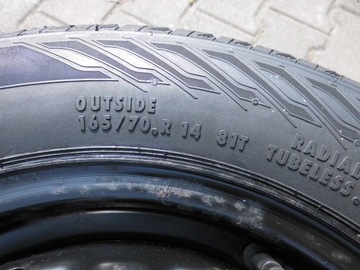 OUTSIDE
165/70 R 14 81T
RADIAL
TUBELESS